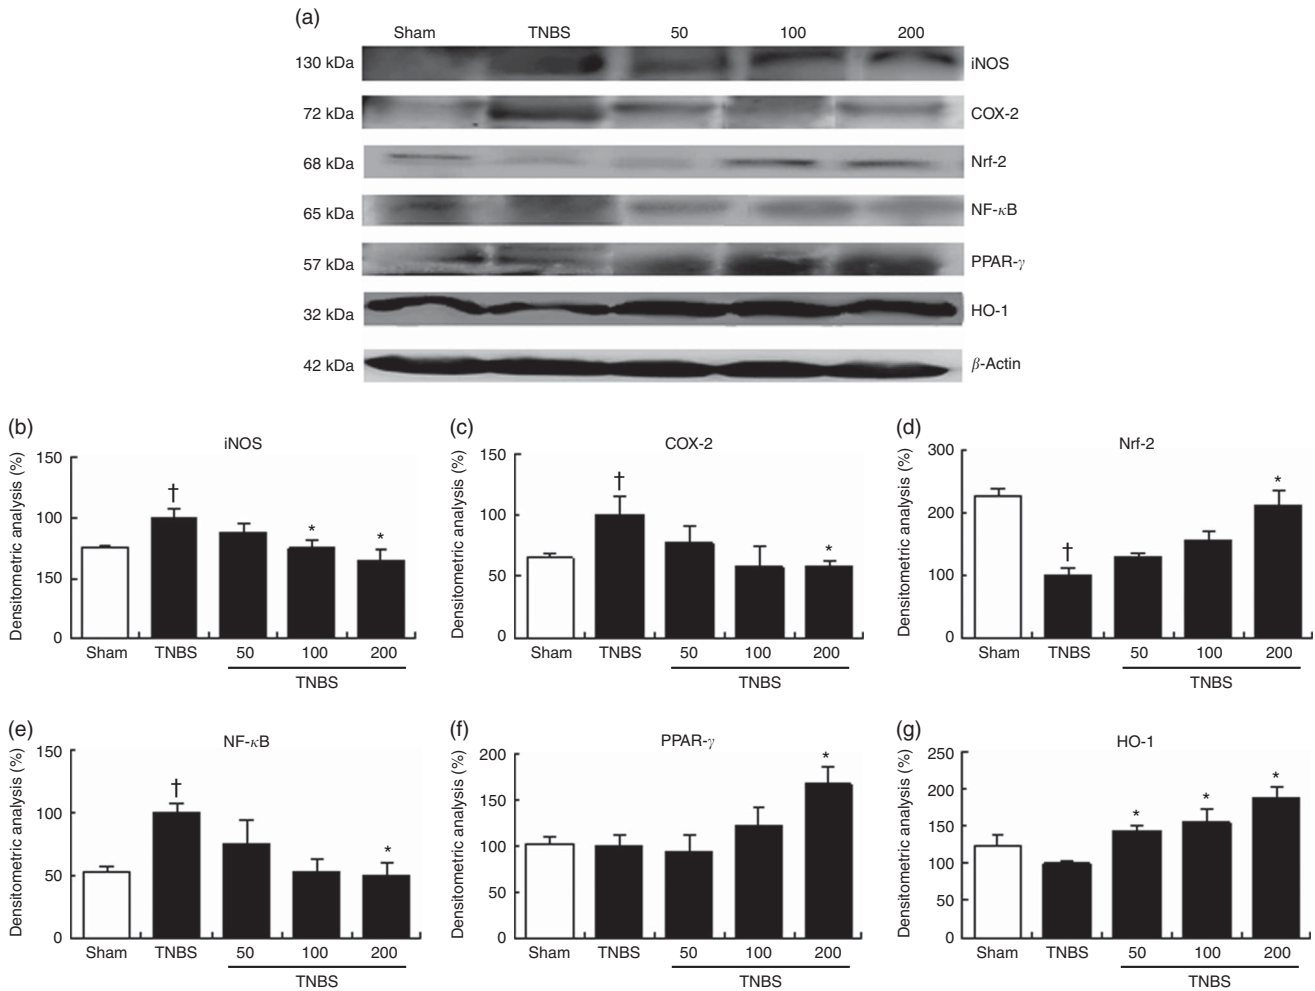 (a)
Sham TNBS 50 100 200
130 kDa iNOS
72 kDa COX-2
68 kDa Nrf-2
65 kDa NF-κB
57 kDa PPAR-γ
32 kDa HO-1
42 kDa β-Actin
(b)
iNOS
Densitometric analysis (%)
150
100
150
0
Sham TNBS 50 100 200
TNBS
†
*
*
(c)
COX-2
Densitometric analysis (%)
150
100
50
0
Sham TNBS 50 100 200
TNBS
†
*
(d)
Nrf-2
Densitometric analysis (%)
300
200
100
0
Sham TNBS 50 100 200
TNBS
†
*
(e)
NF-κB
Densitometric analysis (%)
150
100
50
0
Sham TNBS 50 100 200
TNBS
†
*
(f)
PPAR-γ
Densitometric analysis (%)
200
150
100
50
0
Sham TNBS 50 100 200
TNBS
*
(g)
HO-1
Densitometric analysis (%)
250
200
150
100
50
0
Sham TNBS 50 100 200
TNBS
*
*
*